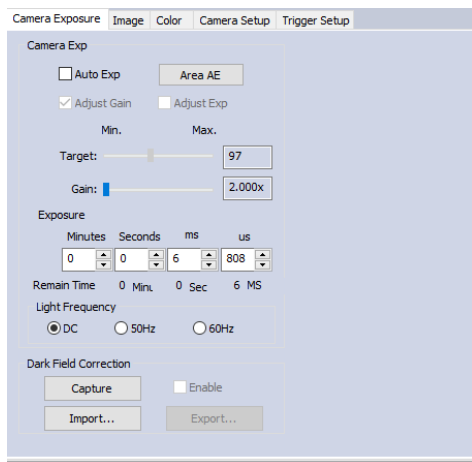 Camera Exposure Image Color Camera Setup Trigger Setup
Camera Exp
Auto Exp Area AE
Adjust Gain Adjust Exp
Min. Max.
Target: 97
Gain: 2.000x
Exposure
Minutes Seconds ms us
0 0 6 808
Remain Time 0 Minu 0 Sec 6 MS
Light Frequency
DC 50Hz 60Hz
Dark Field Correction
Capture Enable
Import... Export...